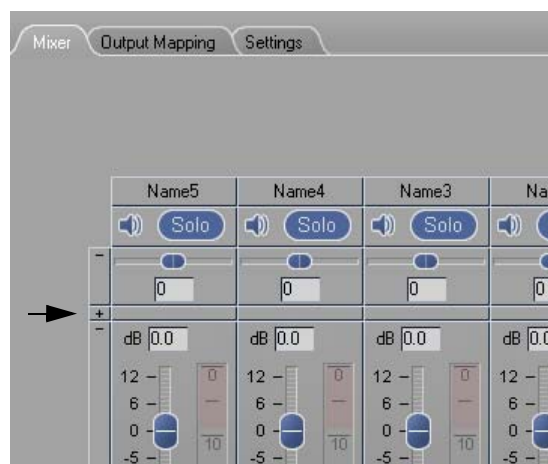 Mixer Output Mapping Settings
Name5 Name4 Name3 Na
Solo Solo Solo
−
0 0 0 0
+
−
dB 0.0 dB 0.0 dB 0.0 dB 0.0
12 – 0 12 – 0 12 – 0 12 –
6 – 6 – 6 – 6 –
0 – 10 0 – 10 0 – 10 0 –
-5 – -5 – -5 – -5 –